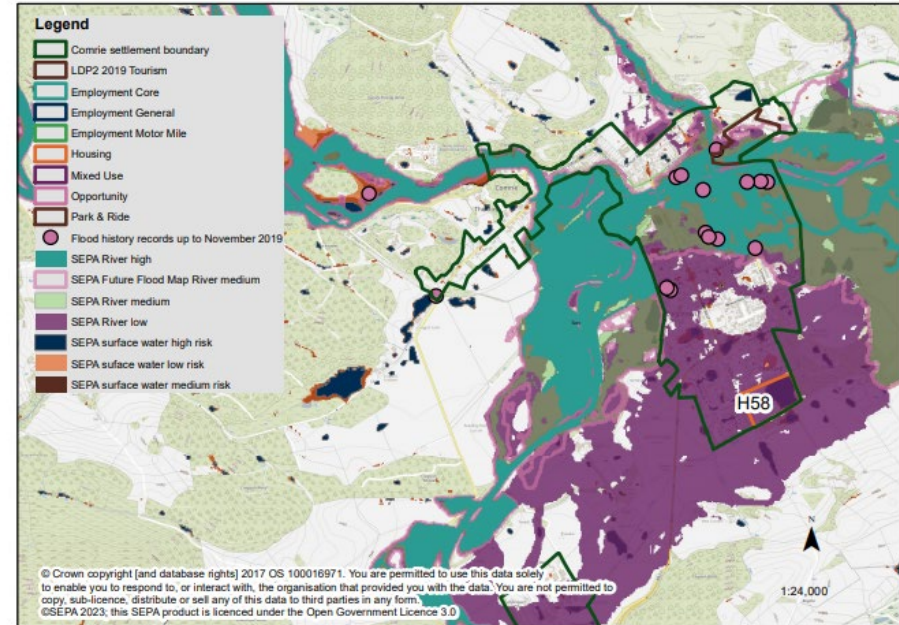 Legend
Comrie settlement boundary
LDP2 2019 Tourism
Employment Core
Employment General
Employment Motor Mile
Housing
Mixed Use
Opportunity
Park & Ride
Flood history records up to November 2019
SEPA River high
SEPA Future Flood Map River medium
SEPA River medium
SEPA River low
SEPA surface water high risk
SEPA suface water low risk
SEPA surface water medium risk
Comrie
H58
N
1:24,000
© Crown copyright [and database rights] 2017 OS 100016971. You are permitted to use this data solely
to enable you to respond to, or interact with, the organisation that provided you with the data. You are not permitted to
copy, sub-licence, distribute or sell any of this data to third parties in any form.
©SEPA 2023; this SEPA product is licenced under the Open Government Licence 3.0